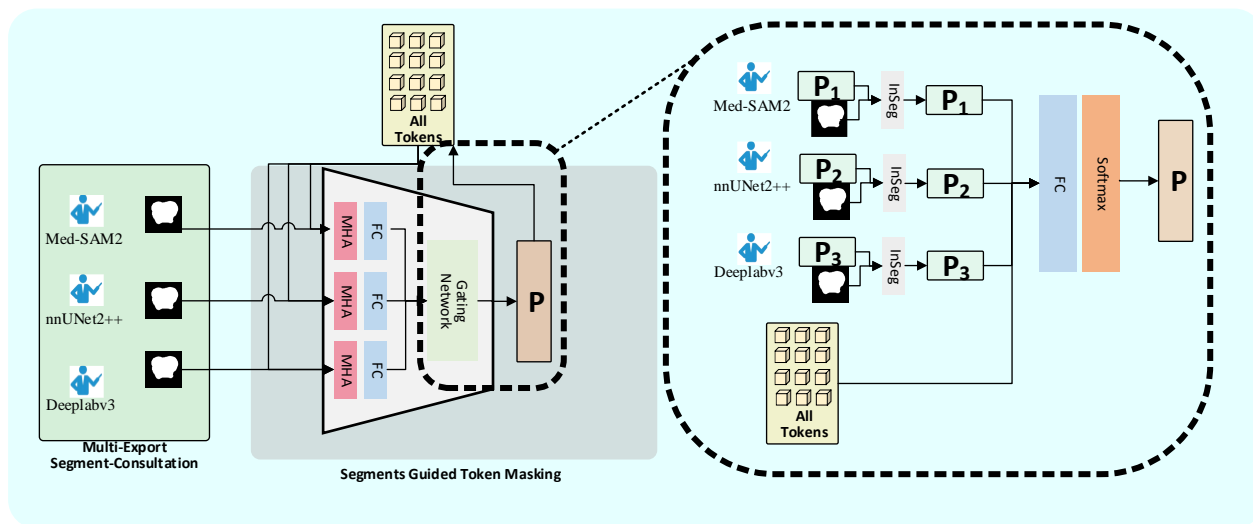 All
Tokens
Med-SAM2
nnUNet2++
Deeplabv3
Multi-Export
Segment-Consultation
MHA
FC
MHA
FC
MHA
FC
Gating
Network
P
Segments Guided Token Masking
Med-SAM2
P1
InSeg
P1
nnUNet2++
P2
InSeg
P2
Deeplabv3
P3
InSeg
P3
FC
Softmax
P
All
Tokens